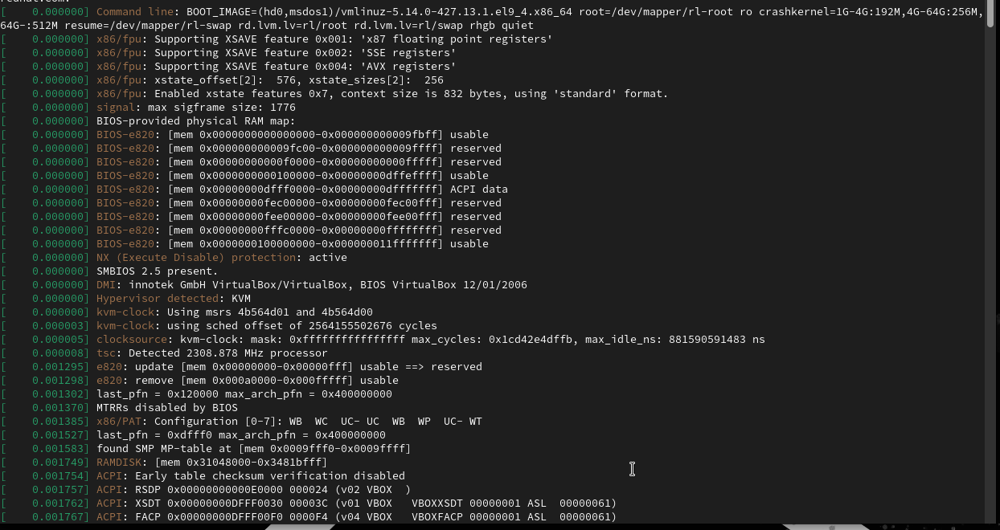 [    0.000000] Command line: BOOT_IMAGE=(hd0,msdos1)/vmlinuz-5.14.0-427.13.1.el9_4.x86_64 root=/dev/mapper/rl-root ro crashkernel=1G-4G:192M,4G-64G:256M,
64G-:512M resume=/dev/mapper/rl-swap rd.lvm.lv=rl/root rd.lvm.lv=rl/swap rhgb quiet
[    0.000000] x86/fpu: Supporting XSAVE feature 0x001: 'x87 floating point registers'
[    0.000000] x86/fpu: Supporting XSAVE feature 0x002: 'SSE registers'
[    0.000000] x86/fpu: Supporting XSAVE feature 0x004: 'AVX registers'
[    0.000000] x86/fpu: xstate_offset[2]:  576, xstate_sizes[2]:  256
[    0.000000] x86/fpu: Enabled xstate features 0x7, context size is 832 bytes, using 'standard' format.
[    0.000000] signal: max sigframe size: 1776
[    0.000000] BIOS-provided physical RAM map:
[    0.000000] BIOS-e820: [mem 0x0000000000000000-0x000000000009fbff] usable
[    0.000000] BIOS-e820: [mem 0x000000000009fc00-0x000000000009ffff] reserved
[    0.000000] BIOS-e820: [mem 0x00000000000f0000-0x00000000000fffff] reserved
[    0.000000] BIOS-e820: [mem 0x0000000000100000-0x00000000dffeffff] usable
[    0.000000] BIOS-e820: [mem 0x00000000dfff0000-0x00000000dfffffff] ACPI data
[    0.000000] BIOS-e820: [mem 0x00000000fec00000-0x00000000fec00fff] reserved
[    0.000000] BIOS-e820: [mem 0x00000000fee00000-0x00000000fee00fff] reserved
[    0.000000] BIOS-e820: [mem 0x00000000fffc0000-0x00000000ffffffff] reserved
[    0.000000] BIOS-e820: [mem 0x0000000100000000-0x000000011fffffff] usable
[    0.000000] NX (Execute Disable) protection: active
[    0.000000] SMBIOS 2.5 present.
[    0.000000] DMI: innotek GmbH VirtualBox/VirtualBox, BIOS VirtualBox 12/01/2006
[    0.000000] Hypervisor detected: KVM
[    0.000000] kvm-clock: Using msrs 4b564d01 and 4b564d00
[    0.000003] kvm-clock: using sched offset of 2564155502676 cycles
[    0.000005] clocksource: kvm-clock: mask: 0xffffffffffffffff max_cycles: 0x1cd42e4dffb, max_idle_ns: 881590591483 ns
[    0.000008] tsc: Detected 2308.878 MHz processor
[    0.001295] e820: update [mem 0x00000000-0x00000fff] usable ==> reserved
[    0.001298] e820: remove [mem 0x000a0000-0x000fffff] usable
[    0.001302] last_pfn = 0x120000 max_arch_pfn = 0x400000000
[    0.001370] MTRRs disabled by BIOS
[    0.001385] x86/PAT: Configuration [0-7]: WB  WC  UC- UC  WB  WP  UC- WT
[    0.001527] last_pfn = 0xdfff0 max_arch_pfn = 0x400000000
[    0.001583] found SMP MP-table at [mem 0x0009fff0-0x0009ffff]
[    0.001749] RAMDISK: [mem 0x31048000-0x3481bfff]
[    0.001754] ACPI: Early table checksum verification disabled
[    0.001757] ACPI: RSDP 0x00000000000E0000 000024 (v02 VBOX  )
[    0.001762] ACPI: XSDT 0x00000000DFFF0030 00003C (v01 VBOX   VBOXXSDT 00000001 ASL  00000061)
[    0.001767] ACPI: FACP 0x00000000DFFF00F0 0000F4 (v04 VBOX   VBOXFACP 00000001 ASL  00000061)